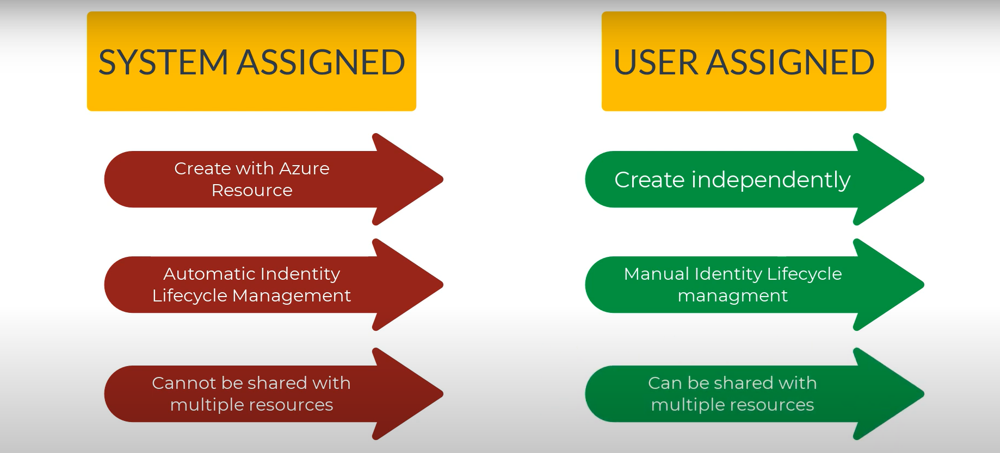 SYSTEM ASSIGNED
Create with Azure
Resource
Automatic Indentity
Lifecycle Management
Cannot be shared with
multiple resources
USER ASSIGNED
Create independently
Manual Identity Lifecycle
managment
Can be shared with
multiple resources